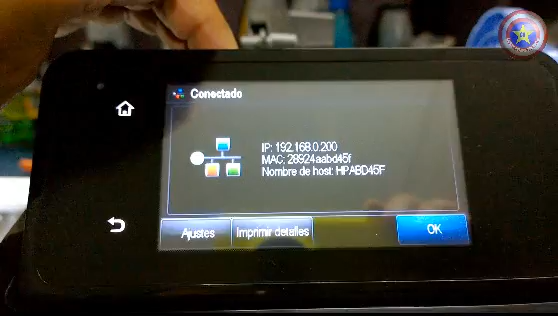 Conectado
IP: 192.168.0.200
MAC: 28924aabd45f
Nombre de host: HPABD45F
Ajustes
Imprimir detalles
OK